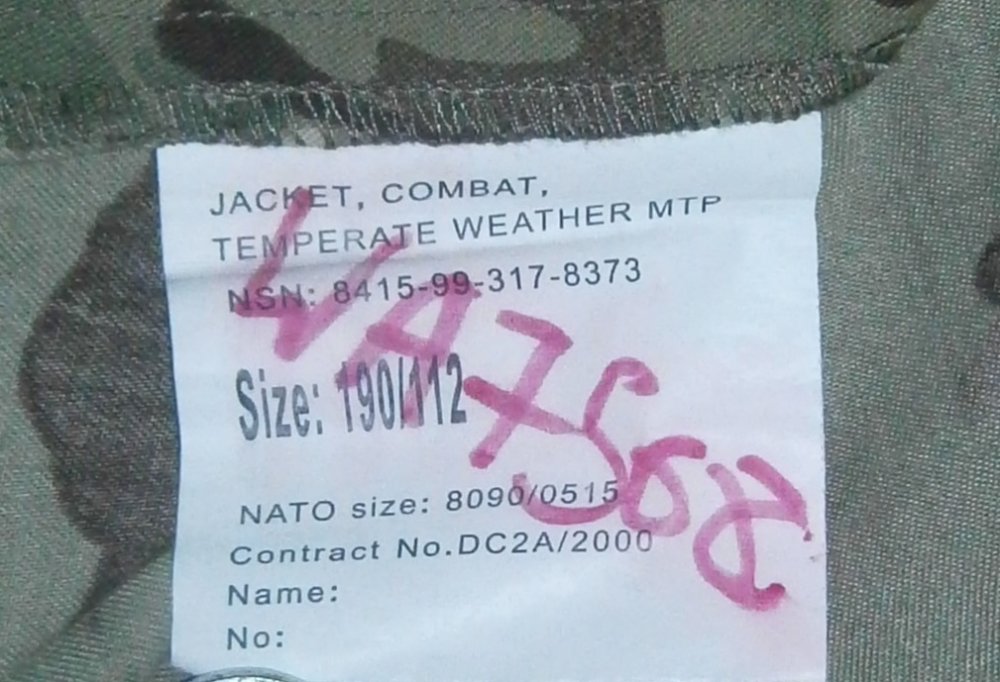 JACKET, COMBAT,
TEMPERATE WEATHER MTP
NSN: 8415-99-317-8373
Size: 190/112
NATO size: 8090/0515
Contract No.DC2A/2000
Name:
No: